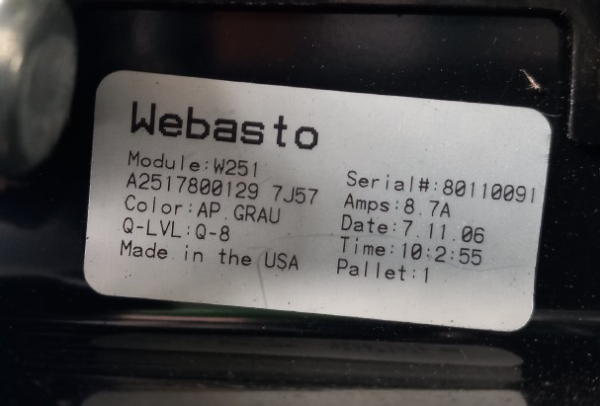 Webasto
Module:W251
A2517800129 7J57
Color:AP.GRAU
Q-LVL:Q-8
Made in the USA
Serial#:80110091
Amps:8.7A
Date:7.11.06
Time:10:2:55
Pallet:1